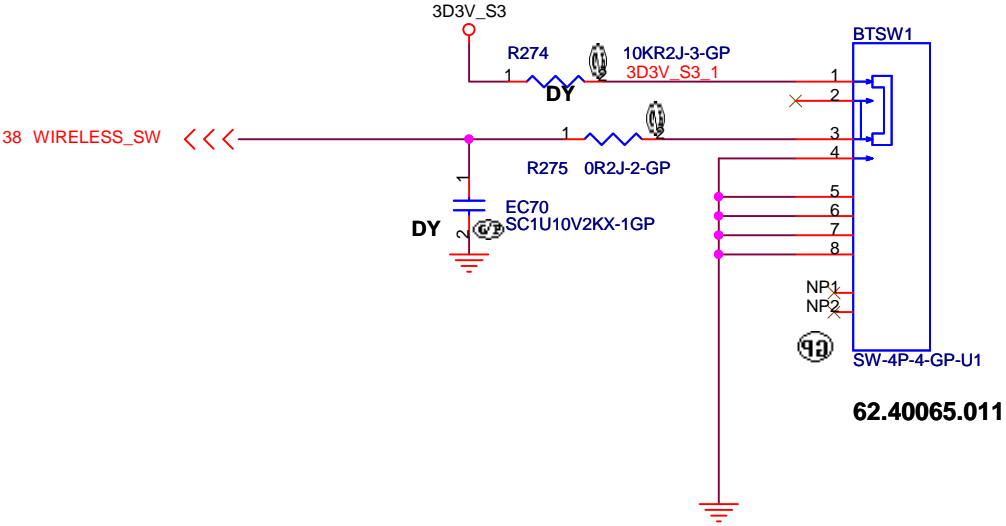 3D3V_S3
BTSW1
R274
10KR2J-3-GP
1
2
3D3V_S3_1
1
DY
2
38 WIRELESS_SW
1
2
3
R275
0R2J-2-GP
4
1
5
EC70
6
DY
2
SC1U10V2KX-1GP
7
8
NP1
NP2
GP
SW-4P-4-GP-U1
62.40065.011